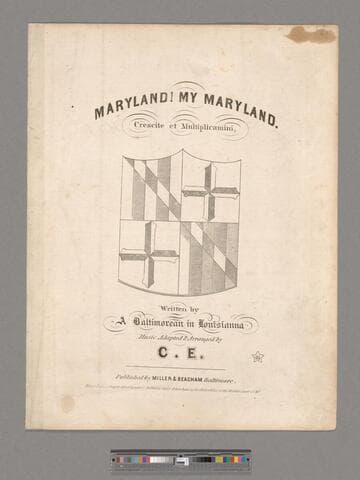 MARYLAND! MY MARYLAND.
Crescite et Multiplicamini,
Written by
A Baltimorean in Louisianna
Music Adapted & Arranged by
C. E.
Published by MILLER & BEACHAM, Baltimore.